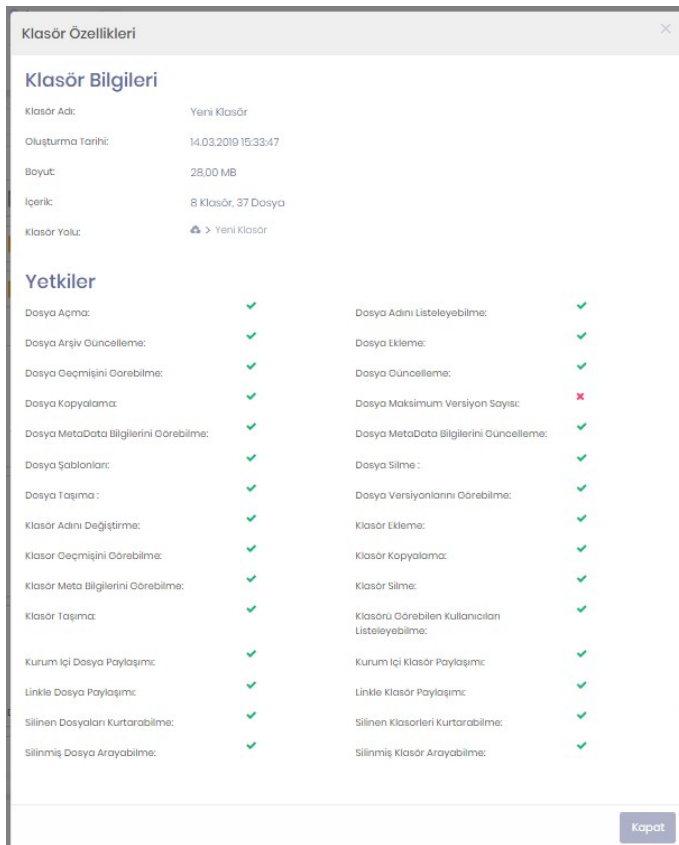 Klasör Özellikleri
Klasör Bilgileri
Klasör Adı: Yeni Klasör
Oluşturma Tarihi: 14.03.2019 15:33:47
Boyut: 28,00 MB
İçerik: 8 Klasör, 37 Dosya
Klasör Yolu: > Yeni Klasör
Yetkiler
Dosya Açma: Dosya Adını Listeleyebilme:
Dosya Arşiv Güncelleme: Dosya Ekleme:
Dosya Geçmişini Görebilme: Dosya Güncelleme:
Dosya Kopyalama: Dosya Maksimum Versiyon Sayısı:
Dosya MetaData Bilgilerini Görebilme: Dosya MetaData Bilgilerini Güncelleme:
Dosya Şablonları: Dosya Silme :
Dosya Taşıma : Dosya Versiyonlarını Görebilme:
Klasör Adını Değiştirme: Klasör Ekleme:
Klasor Geçmişini Görebilme: Klasör Kopyalama:
Klasör Meta Bilgilerini Görebilme: Klasör Silme:
Klasör Taşıma: Klasörü Görebilen Kullanıcıları
Listeleyebilme:
Kurum Içi Dosya Paylaşımı: Kurum Içi Klasör Paylaşımı:
Linkle Dosya Paylaşımı: Linkle Klasör Paylaşımı:
Silinen Dosyaları Kurtarabilme: Silinen Klasorleri Kurtarabilme:
Silinmiş Dosya Arayabilme: Silinmiş Klasör Arayabilme:
Kapat